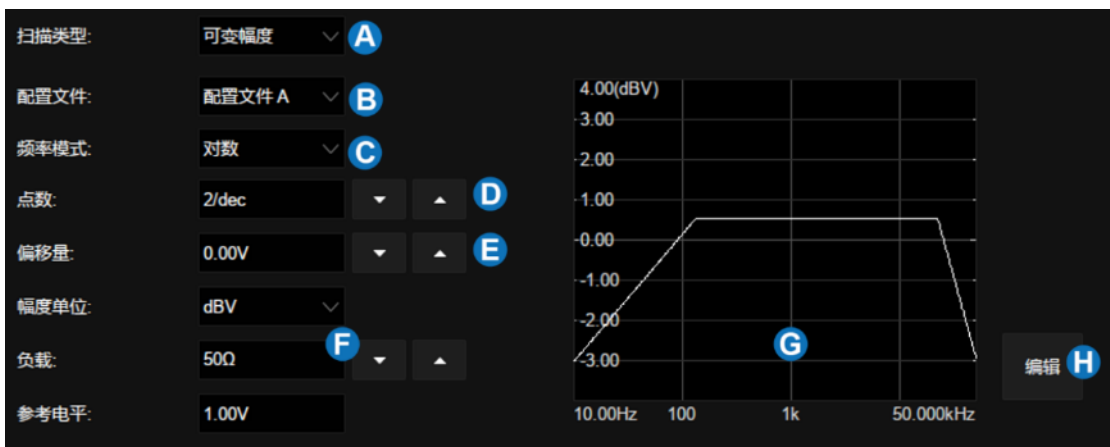 扫描类型: 可变幅度 A
配置文件: 配置文件 A B
频率模式: 对数 C
点数: 2/dec D
偏移量: 0.00V E
幅度单位: dBV
F
负载: 50Ω
参考电平: 1.00V
4.00(dBV)
3.00
2.00
1.00
0.00
-1.00
-2.00
-3.00
G
10.00Hz 100 1k 50.000kHz
编辑 H